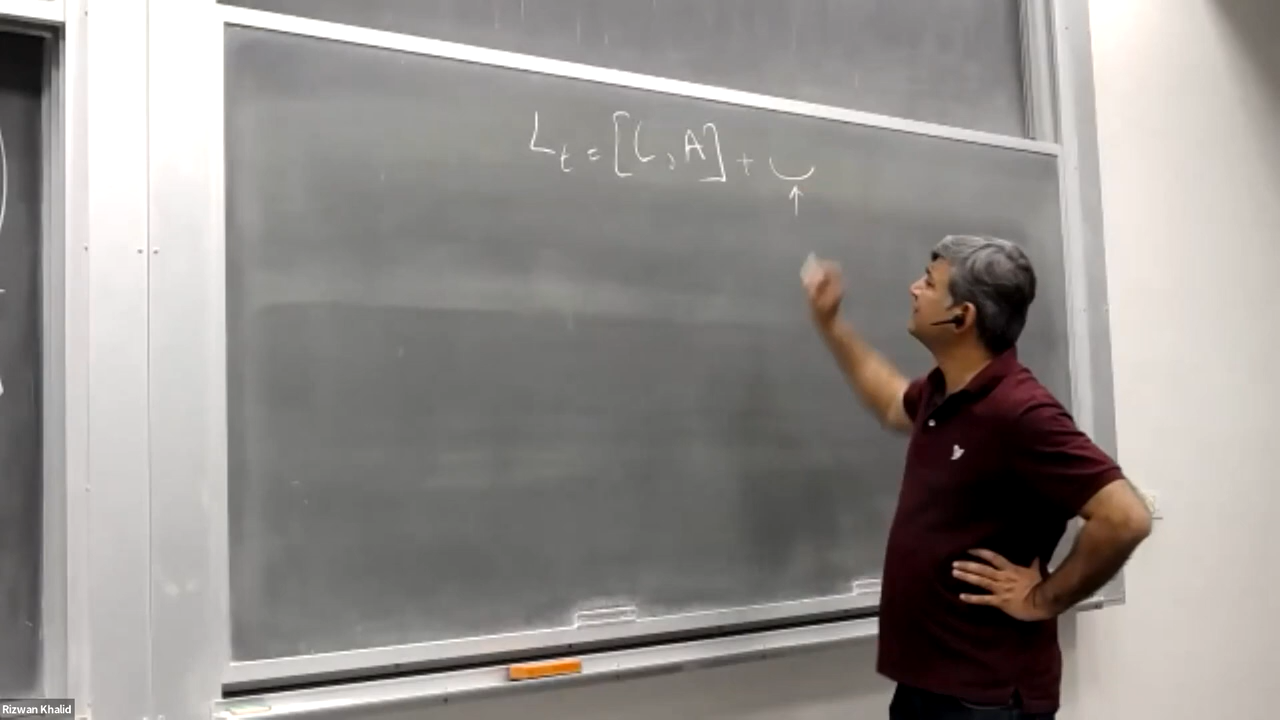 L_t = [L, A] +
Rizwan Khalid